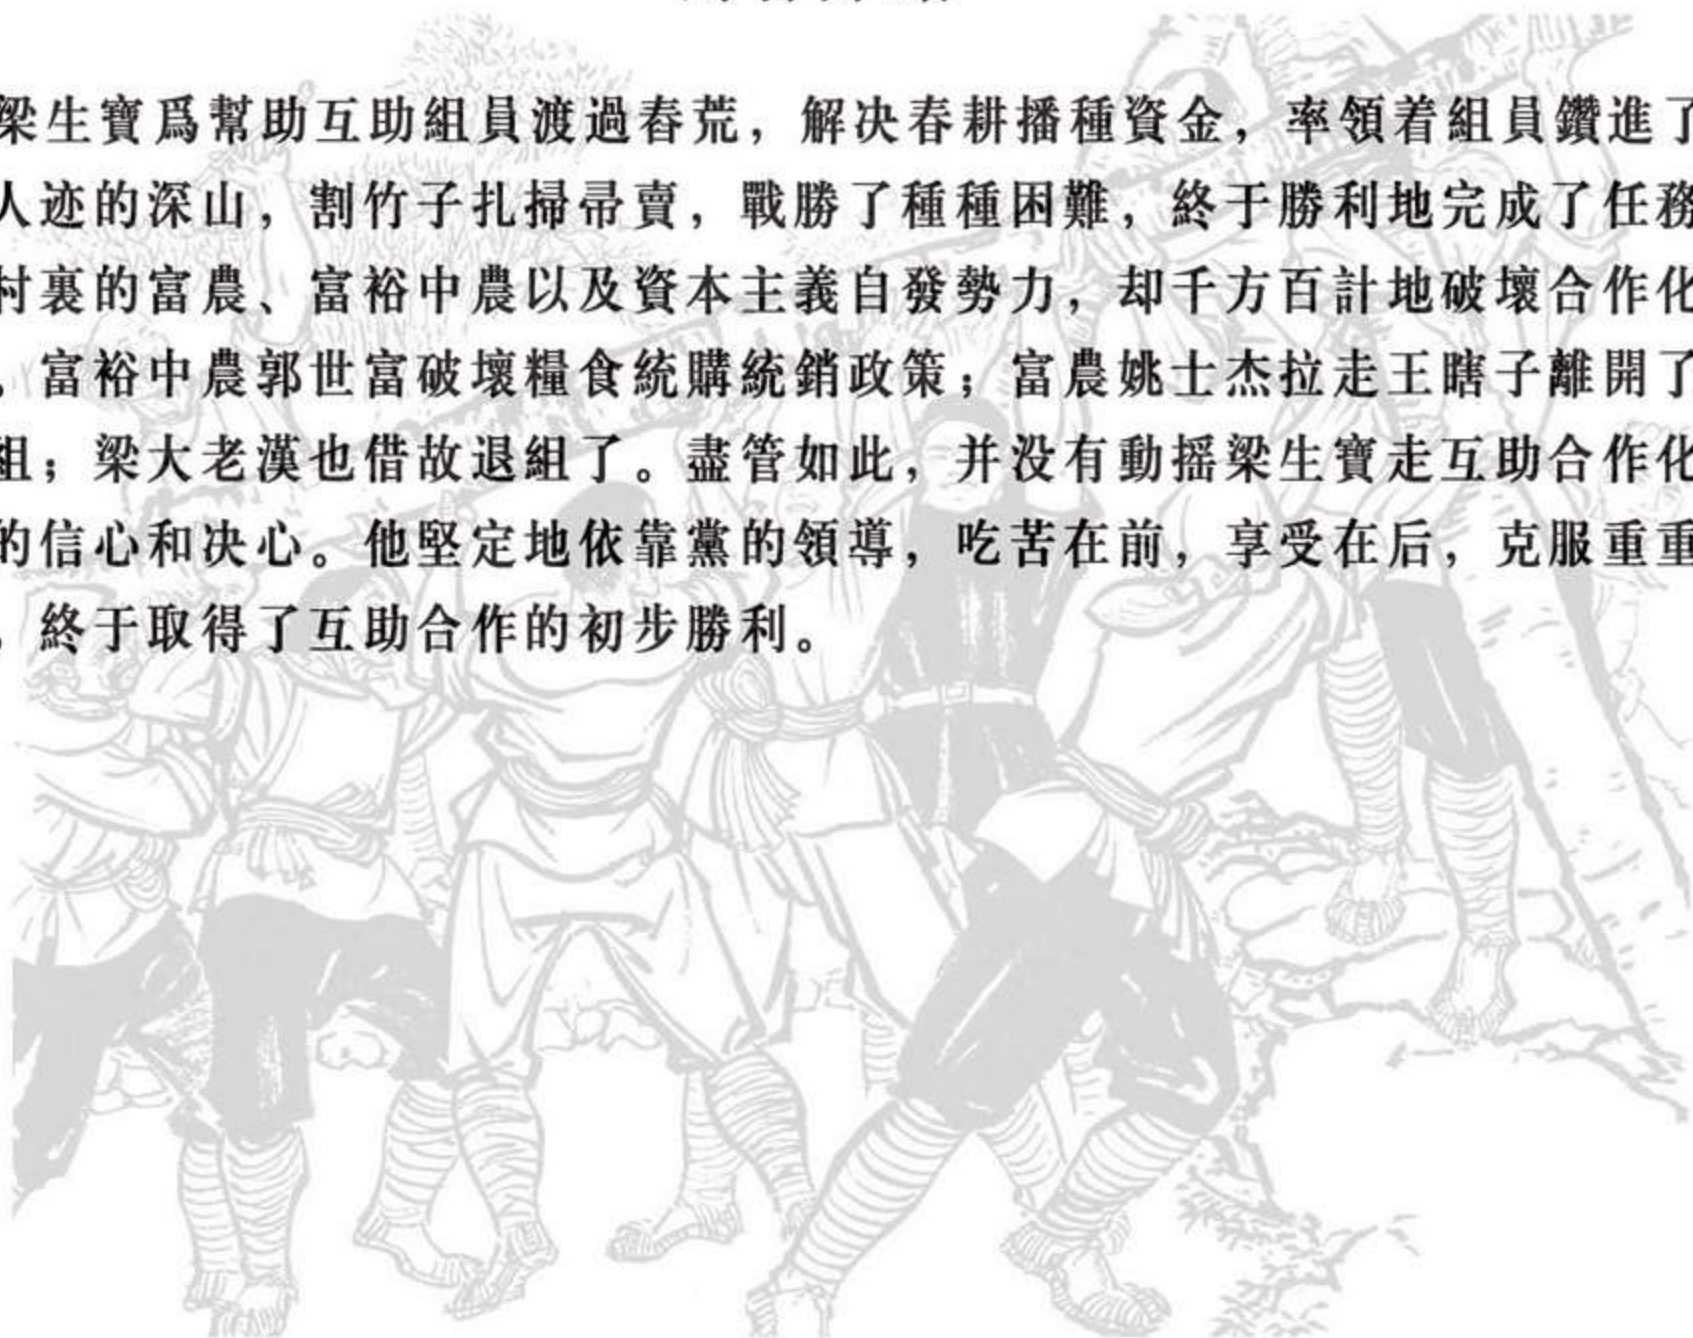 梁生寶爲幫助互助組員渡過春荒，解决春耕播種資金，率領着組員鑽進了
人迹的深山，割竹子扎掃帚賣，戰勝了種種困難，終于勝利地完成了任務
村裏的富農、富裕中農以及資本主義自發勢力，却千方百計地破壞合作化
。富裕中農郭世富破壞糧食統購統銷政策；富農姚士杰拉走王瞎子離開了
組；梁大老漢也借故退組了。盡管如此，并没有動摇梁生寶走互助合作化
的信心和决心。他堅定地依靠黨的領導，吃苦在前，享受在后，克服重重
，終于取得了互助合作的初步勝利。